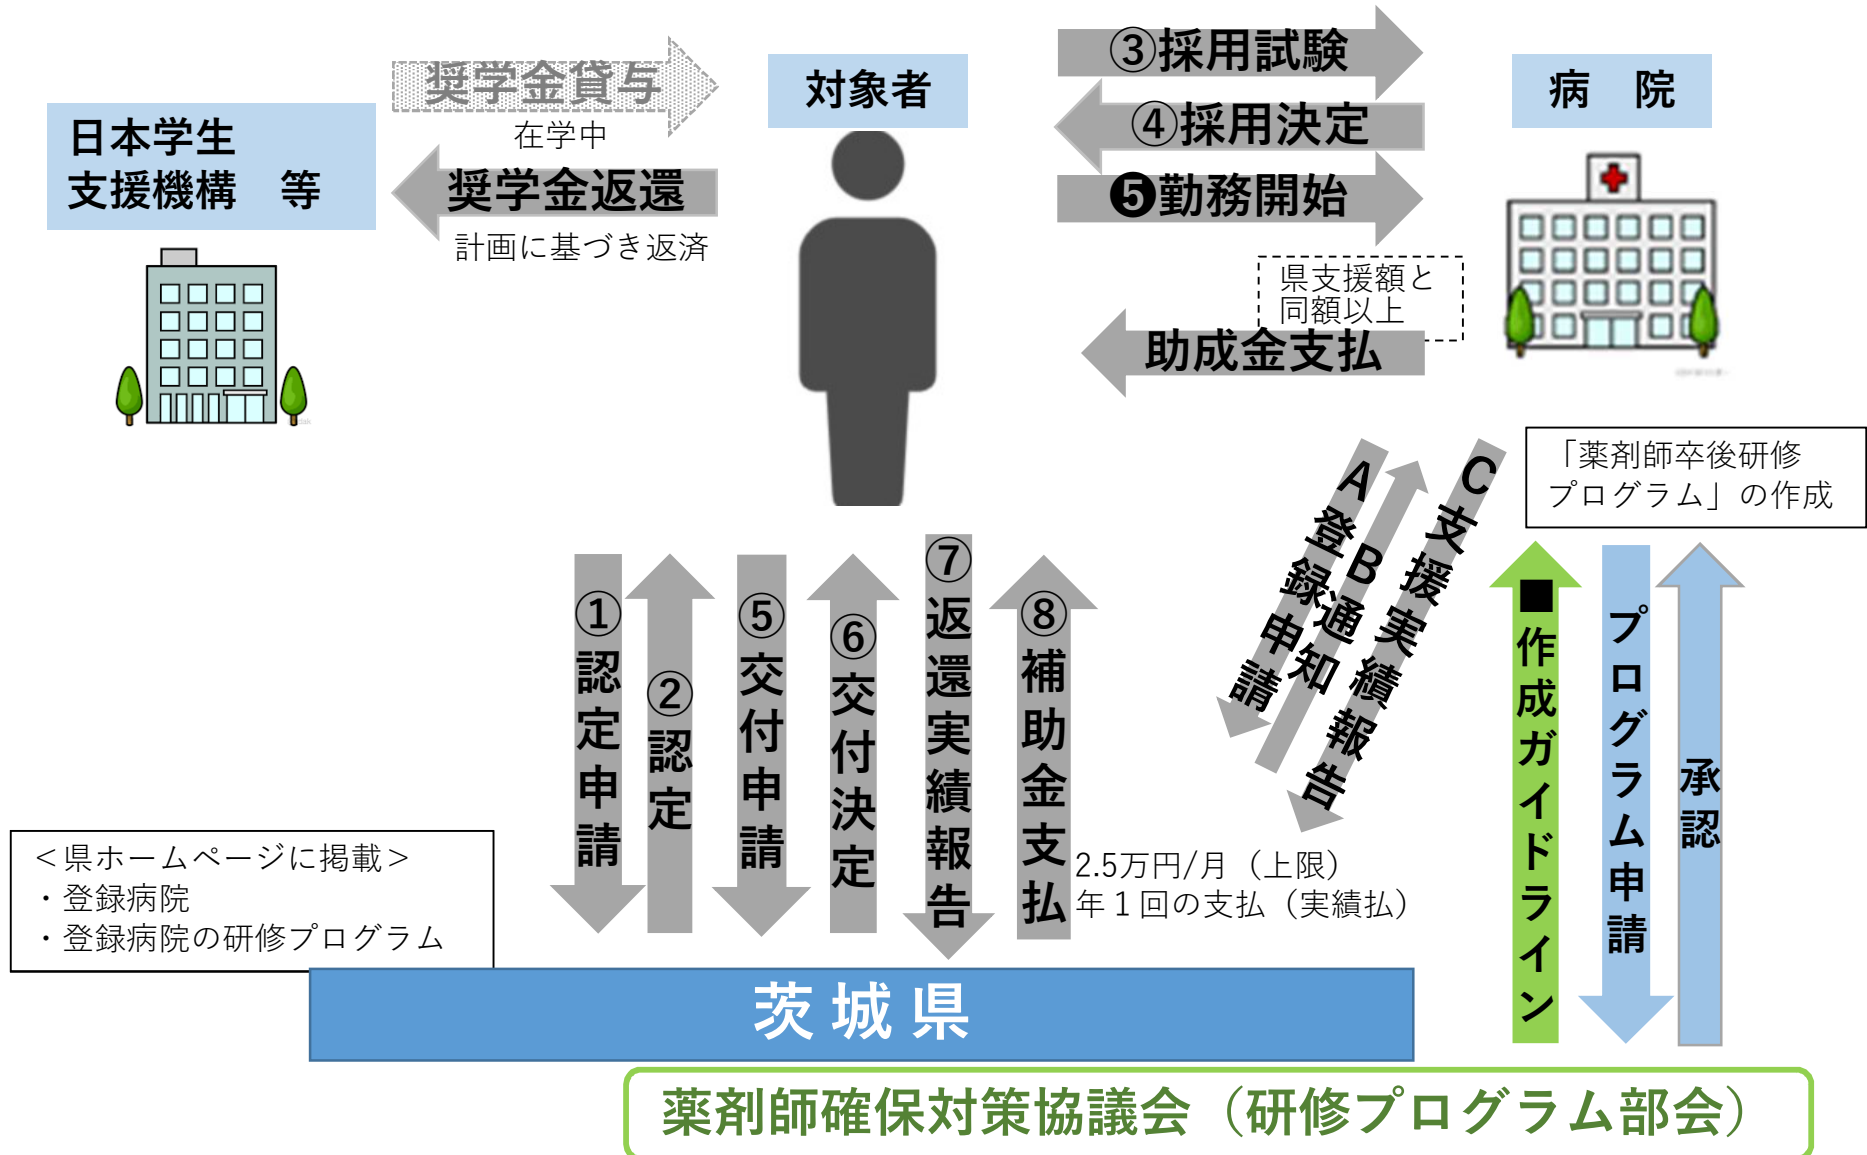 日本学生
支援機構　等
奨学金貸与
在学中
奨学金返還
計画に基づき返済
対象者
③採用試験
④採用決定
❺勤務開始
県支援額と
同額以上
助成金支払
病　院
「薬剤師卒後研修
プログラム」の作成
①認定申請
②認定
⑤交付申請
⑥交付決定
⑦返還実績報告
⑧補助金支払
2.5万円/月（上限）
年１回の支払（実績払）
A登録申請
B通知
C支援実績報告
■作成ガイドライン
プログラム申請
承認
＜県ホームページに掲載＞
・登録病院
・登録病院の研修プログラム
茨城県
薬剤師確保対策協議会（研修プログラム部会）